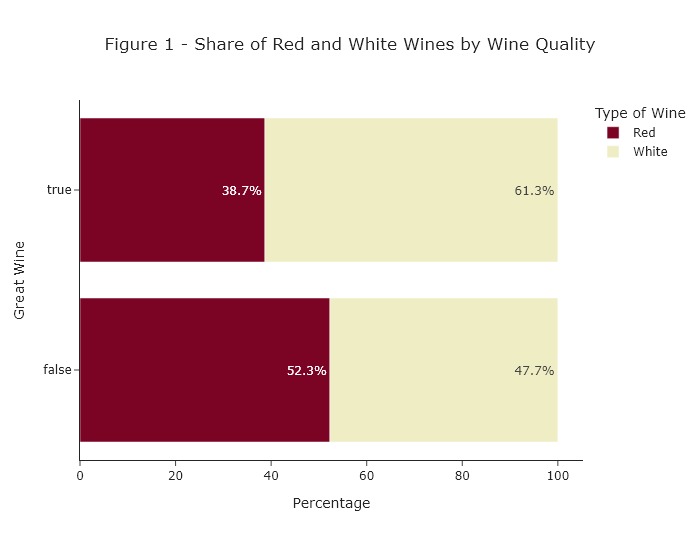 Figure 1 - Share of Red and White Wines by Wine Quality
Type of Wine
Red
White
true
38.7%
61.3%
Great Wine
false
52.3%
47.7%
0
20
40
60
80
100
Percentage